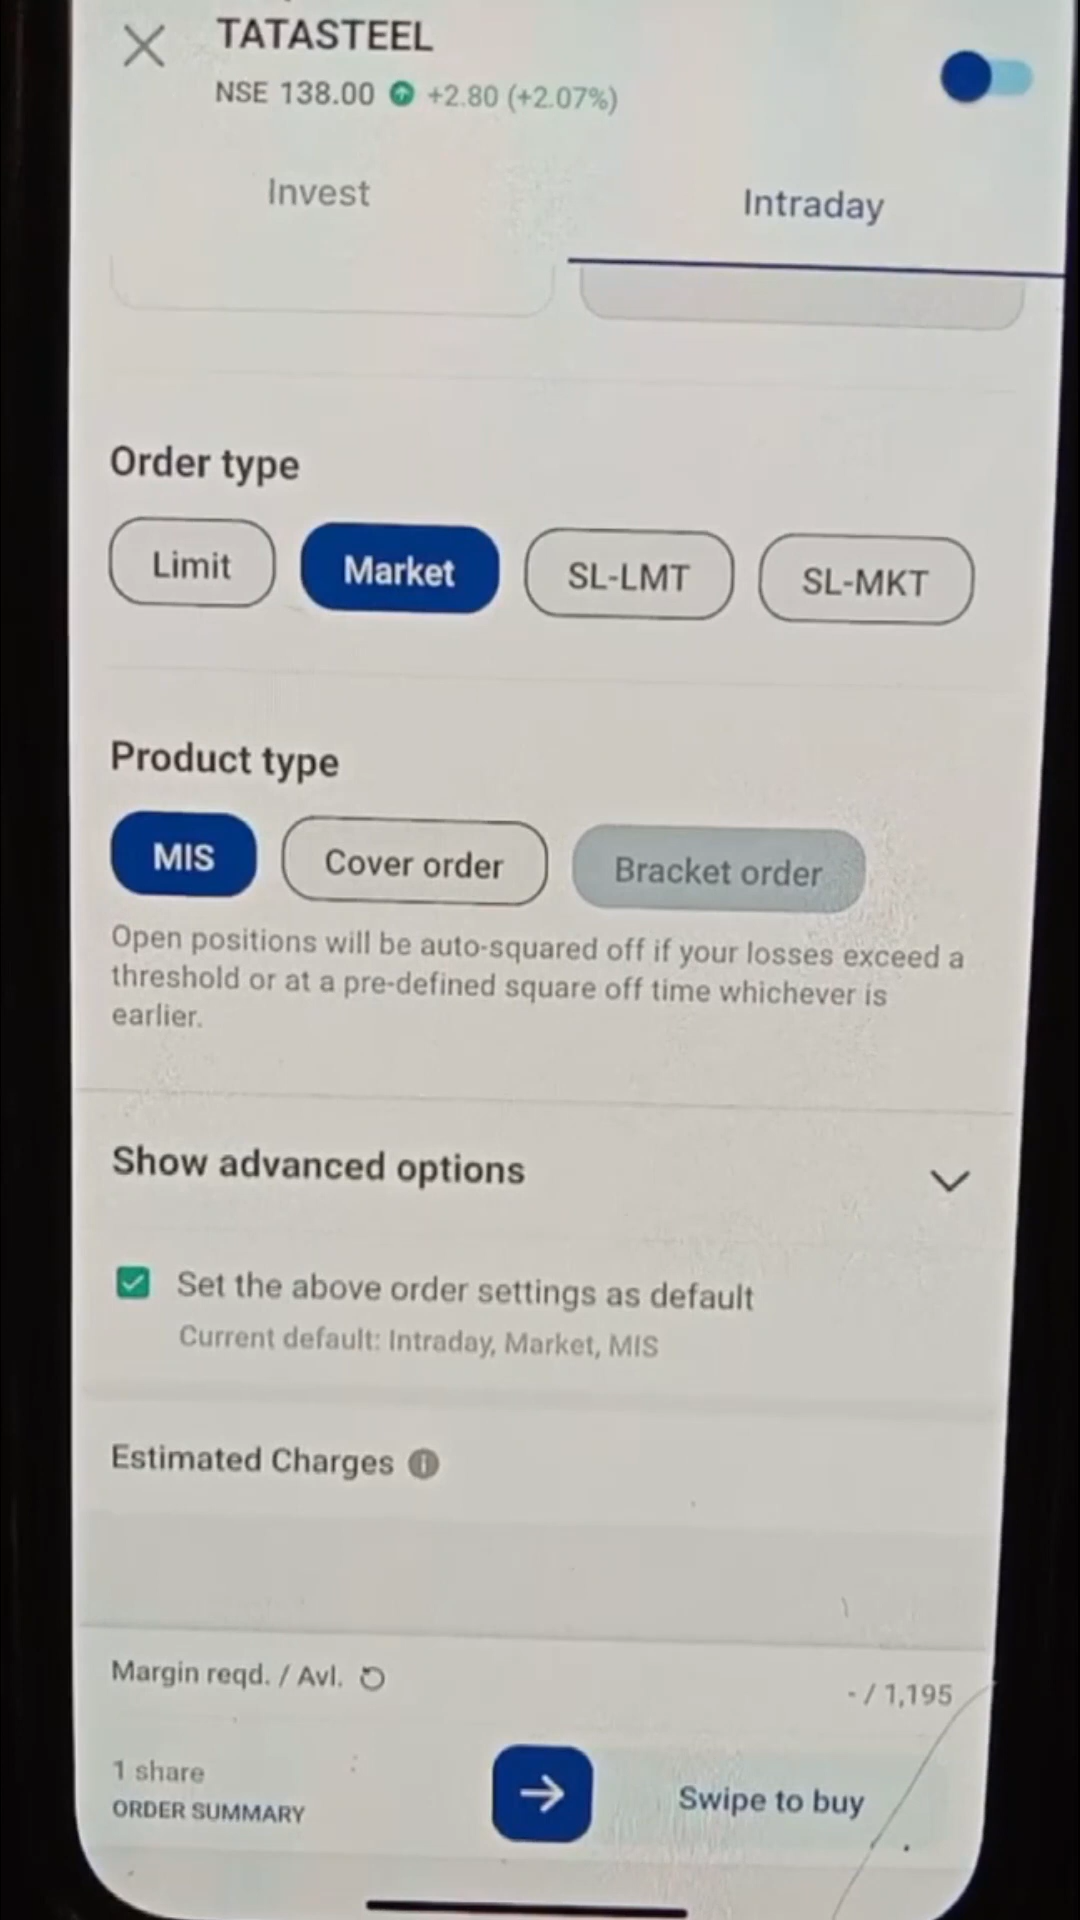 TATASTEEL
NSE 138.00 +2.80 (+2.07%)
Invest
Intraday
Order type
Limit
Market
SL-LMT
SL-MKT
Product type
MIS
Cover order
Bracket order
Open positions will be auto-squared off if your losses exceed a
threshold or at a pre-defined square off time whichever is
earlier.
Show advanced options
Set the above order settings as default
Current default: Intraday, Market, MIS
Estimated Charges
Margin reqd. / Avl.
- / 1,195
1 share
ORDER SUMMARY
Swipe to buy